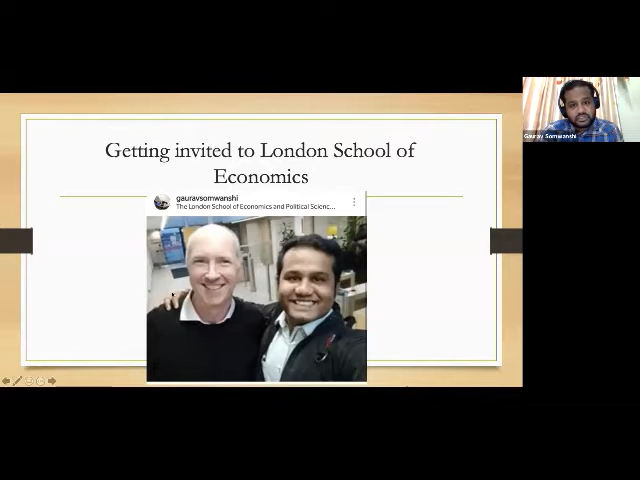 Getting invited to London School of
Economics
gauravsomwanshi
The London School of Economics and Political Scienc...
Gaurav Somwanshi